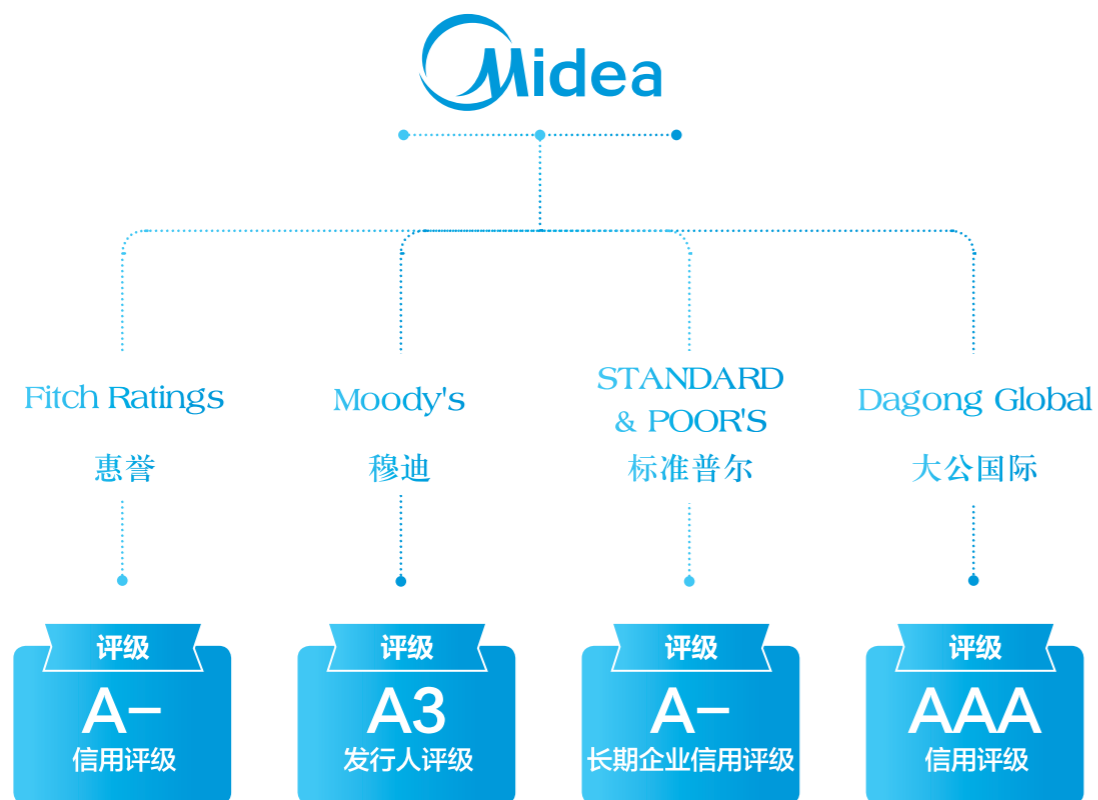 Midea
Fitch Ratings
惠誉
Moody's
穆迪
STANDARD
& POOR'S
标准普尔
Dagong Global
大公国际
评级
A−
信用评级
评级
A3
发行人评级
评级
A−
长期企业信用评级
评级
AAA
信用评级